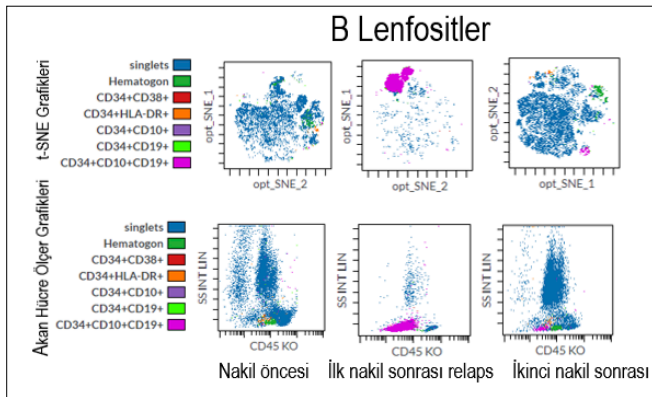 B Lenfositler
t-SNE Grafikleri
singlets
Hematogon
CD34+CD38+
CD34+HLA-DR+
CD34+CD10+
CD34+CD19+
CD34+CD10+CD19+
opt_SNE_1
opt_SNE_2
opt_SNE_1
opt_SNE_2
opt_SNE_2
opt_SNE_1
Akan Hücre Ölçer Grafikleri
singlets
Hematogon
CD34+CD38+
CD34+HLA-DR+
CD34+CD10+
CD34+CD19+
CD34+CD10+CD19+
SS INT LIN
CD45 KO
SS INT LIN
CD45 KO
SS INT LIN
CD45 KO
Nakil öncesi
İlk nakil sonrası relaps
İkinci nakil sonrası